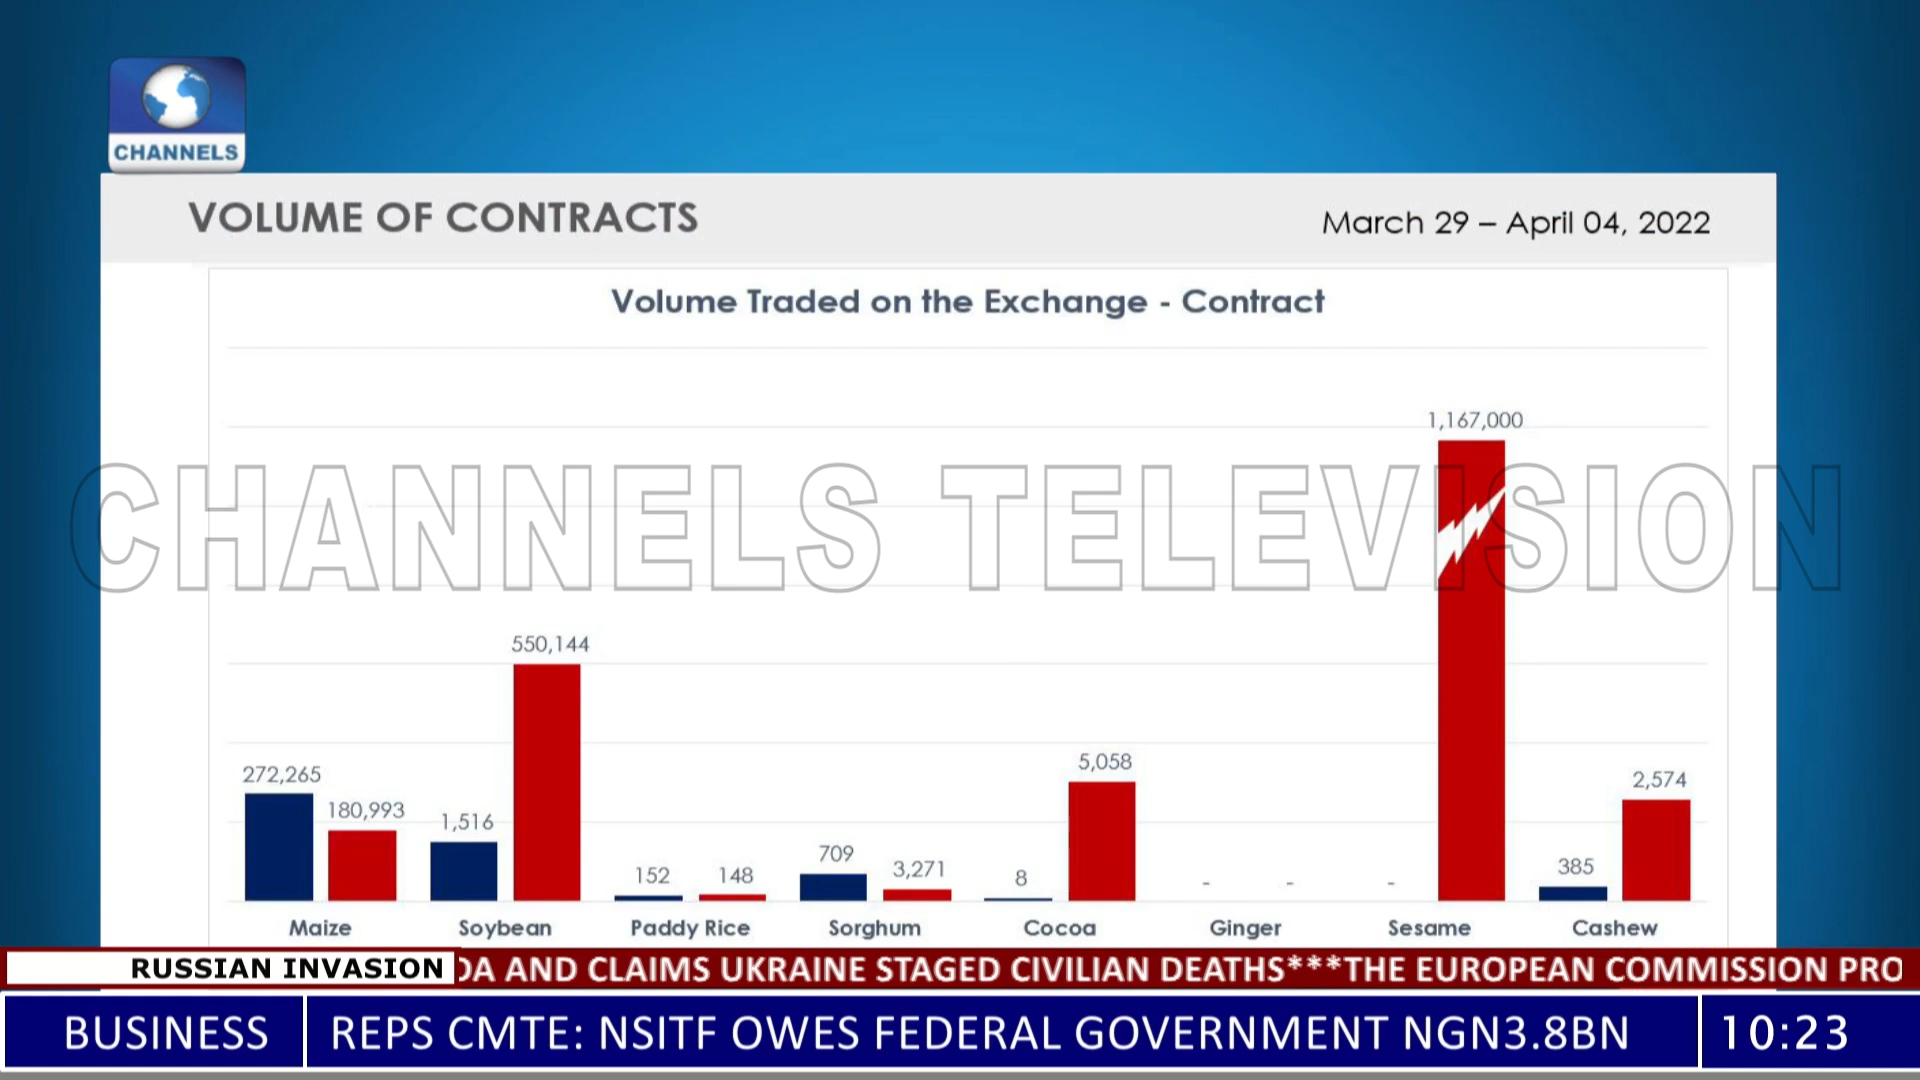 CHANNELS
VOLUME OF CONTRACTS
March 29 – April 04, 2022
Volume Traded on the Exchange - Contract
1,167,000
CHANNELS TELEVISION
550,144
272,265
180,993
1,516
152
148
709
3,271
8
5,058
-
-
-
385
2,574
Maize Soybean Paddy Rice Sorghum Cocoa Ginger Sesame Cashew
RUSSIAN INVASION
DA AND CLAIMS UKRAINE STAGED CIVILIAN DEATHS***THE EUROPEAN COMMISSION PRO
BUSINESS
REPS CMTE: NSITF OWES FEDERAL GOVERNMENT NGN3.8BN
10:23